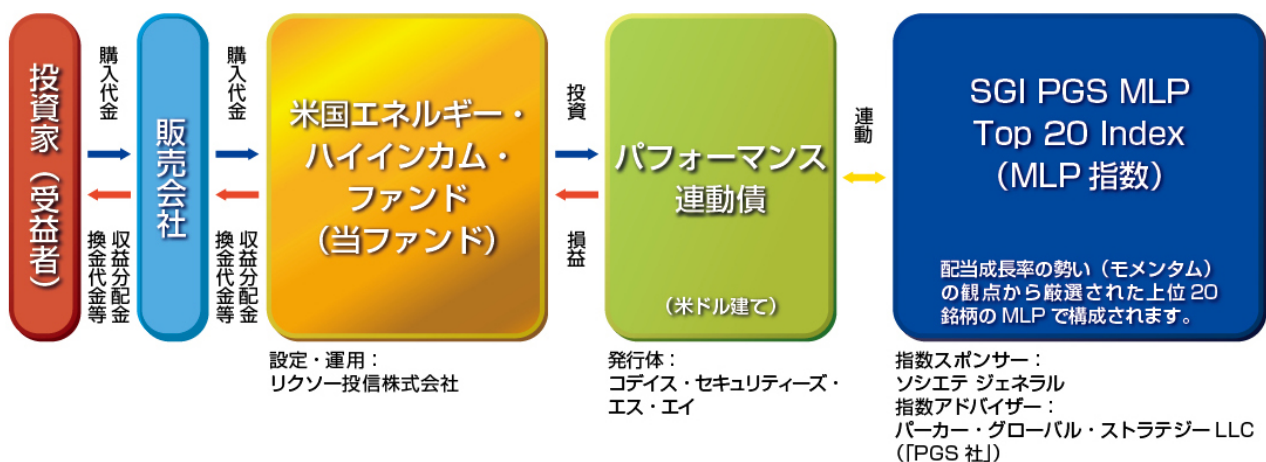 投資家（受益者）
購入代金
収益分配金
換金代金等
販売会社
購入代金
収益分配金
換金代金等
米国エネルギー・
ハイインカム・
ファンド
（当ファンド）
設定・運用：
リクソー投信株式会社
投資
損益
パフォーマンス
連動債
（米ドル建て）
発行体：
コデイス・セキュリティーズ・
エス・エイ
連動
SGI PGS MLP
Top 20 Index
（MLP 指数）
配当成長率の勢い（モメンタム）
の観点から厳選された上位20
銘柄の MLP で構成されます。
指数スポンサー：
ソシエテ ジェネラル
指数アドバイザー：
パーカー・グローバル・ストラテジー LLC
（「PGS 社」）